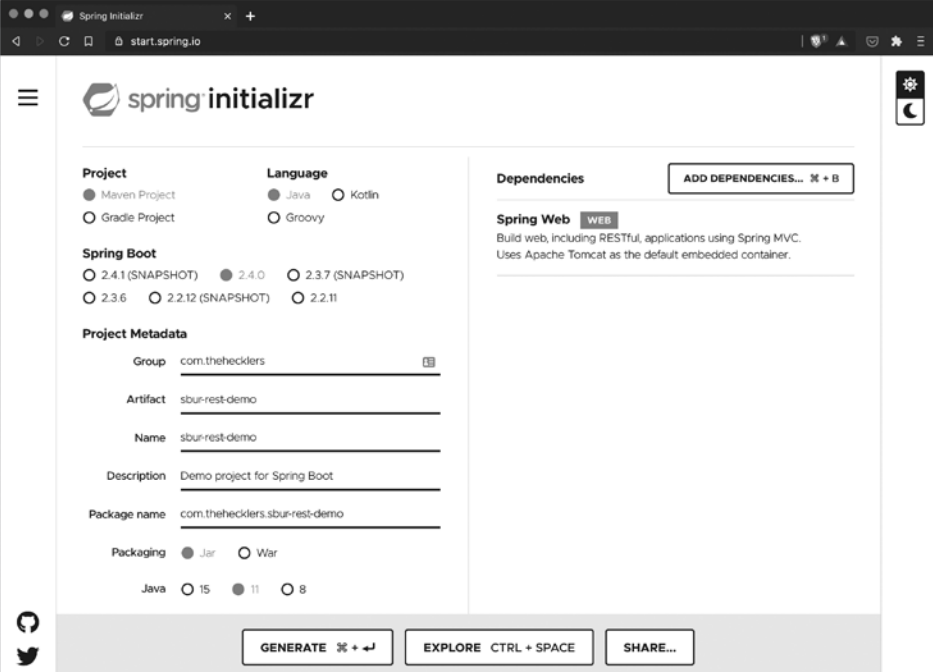 Spring Initializr
start.spring.io
spring initializr
Project
Maven Project
Gradle Project
Language
Java Kotlin
Groovy
Spring Boot
2.4.1 (SNAPSHOT) 2.4.0 2.3.7 (SNAPSHOT)
2.3.6 2.2.12 (SNAPSHOT) 2.2.11
Project Metadata
Group com.thehecklers
Artifact sbur-rest-demo
Name sbur-rest-demo
Description Demo project for Spring Boot
Package name com.thehecklers.sbur-rest-demo
Packaging Jar War
Java 15 11 8
Dependencies
ADD DEPENDENCIES... ⌘ + B
Spring Web WEB
Build web, including RESTful, applications using Spring MVC.
Uses Apache Tomcat as the default embedded container.
GENERATE ⌘ + ↵
EXPLORE CTRL + SPACE
SHARE...